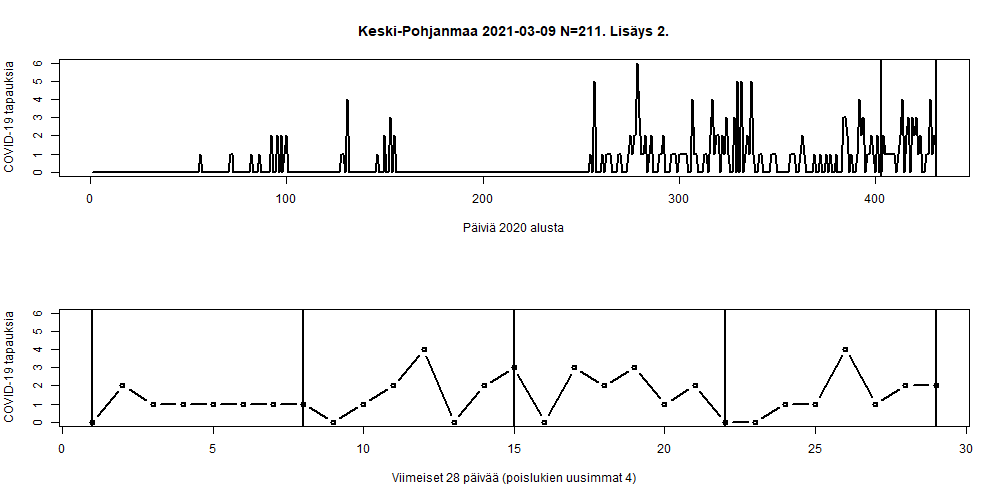 Keski-Pohjanmaa 2021-03-09 N=211. Lisäys 2.
COVID-19 tapauksia
6
5
4
3
2
1
0
0 100 200 300 400
Päiviä 2020 alusta
COVID-19 tapauksia
6
5
4
3
2
1
0
0 5 10 15 20 25 30
Viimeiset 28 päivää (poislukien uusimmat 4)